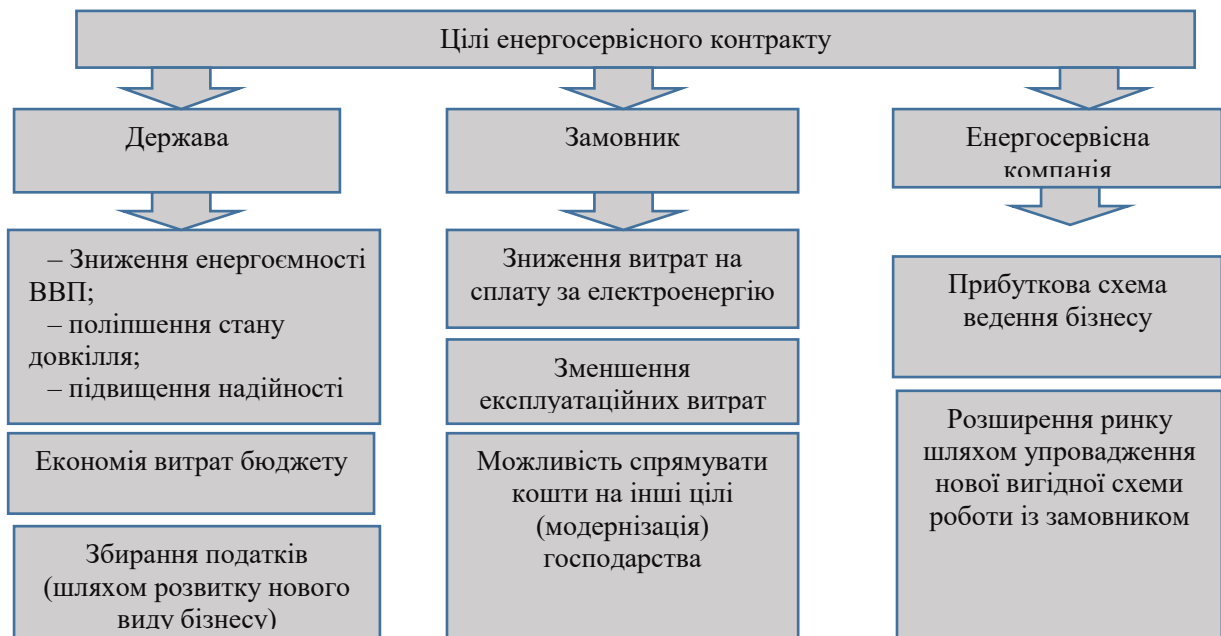 Цілі енергосервісного контракту
Держава
Замовник
Енергосервісна
компанія
– Зниження енергоємності
ВВП;
– поліпшення стану
довкілля;
– підвищення надійності
Економія витрат бюджету
Збирання податків
(шляхом розвитку нового
виду бізнесу)
Зниження витрат на
сплату за електроенергію
Зменшення
експлуатаційних витрат
Можливість спрямувати
кошти на інші цілі
(модернізація)
господарства
Прибуткова схема
ведення бізнесу
Розширення ринку
шляхом упровадження
нової вигідної схеми
роботи із замовником